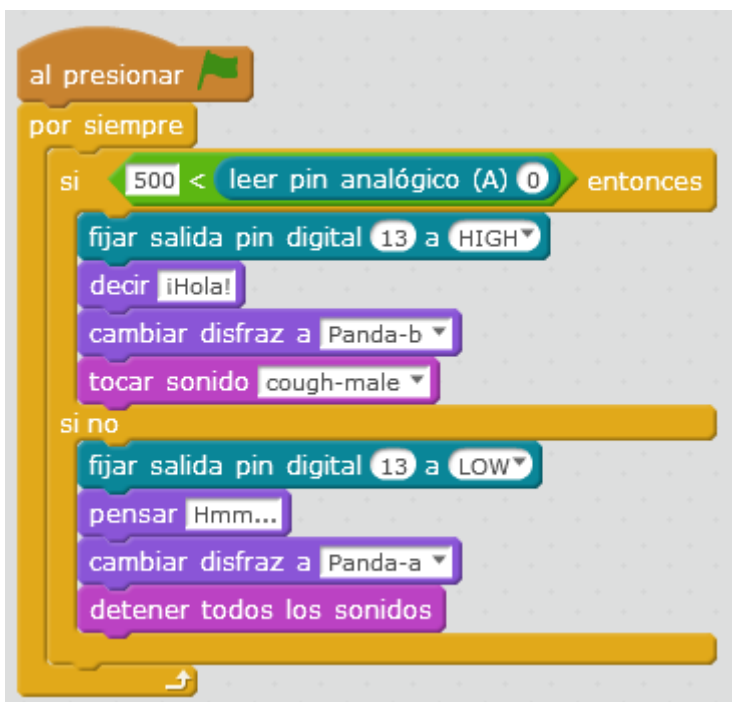 al presionar
por siempre
si 500 < leer pin analógico (A) 0 entonces
fijar salida pin digital 13 a HIGH
decir ¡Hola!
cambiar disfraz a Panda-b
tocar sonido cough-male
si no
fijar salida pin digital 13 a LOW
pensar Hmm...
cambiar disfraz a Panda-a
detener todos los sonidos